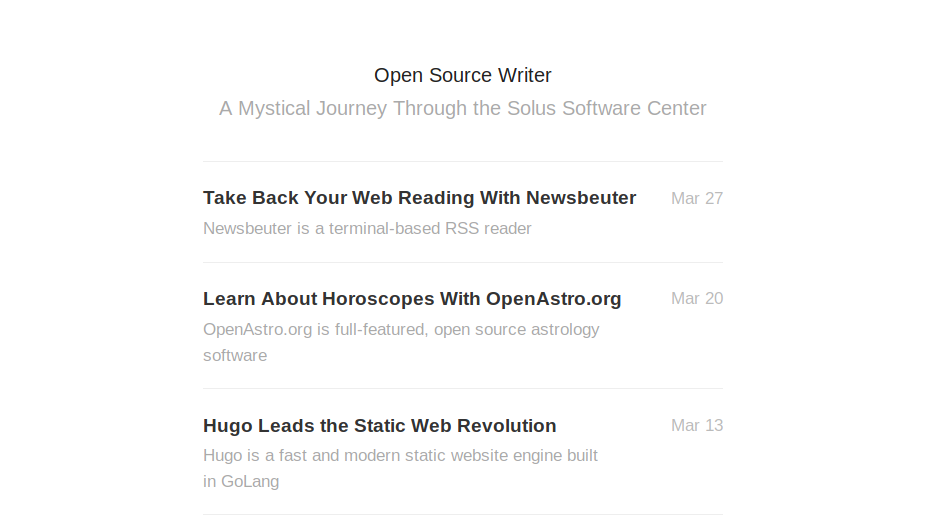 Open Source Writer
A Mystical Journey Through the Solus Software Center
Take Back Your Web Reading With Newsbeuter
Mar 27
Newsbeuter is a terminal-based RSS reader
Learn About Horoscopes With OpenAstro.org
Mar 20
OpenAstro.org is full-featured, open source astrology
software
Hugo Leads the Static Web Revolution
Mar 13
Hugo is a fast and modern static website engine built
in GoLang